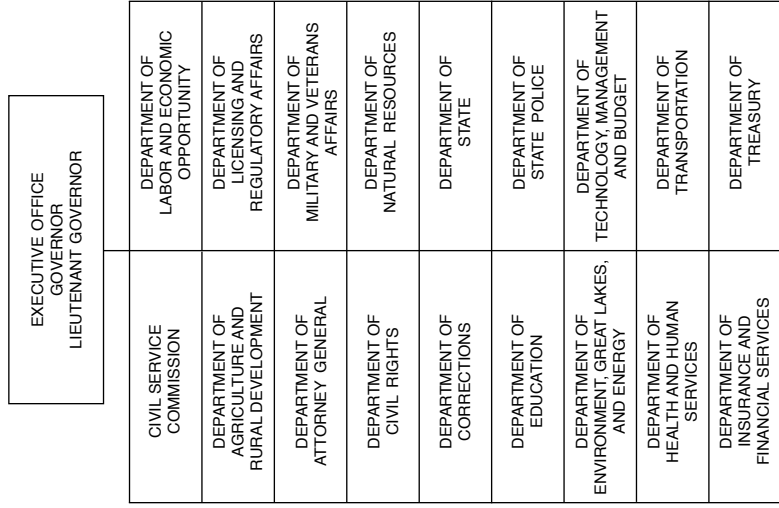 EXECUTIVE OFFICE
GOVERNOR
LIEUTENANT GOVERNOR
CIVIL SERVICE
COMMISSION
DEPARTMENT OF
AGRICULTURE AND
RURAL DEVELOPMENT
DEPARTMENT OF
ATTORNEY GENERAL
DEPARTMENT OF
CIVIL RIGHTS
DEPARTMENT OF
CORRECTIONS
DEPARTMENT OF
EDUCATION
DEPARTMENT OF
ENVIRONMENT, GREAT LAKES,
AND ENERGY
DEPARTMENT OF
HEALTH AND HUMAN
SERVICES
DEPARTMENT OF
INSURANCE AND
FINANCIAL SERVICES
DEPARTMENT OF
LABOR AND ECONOMIC
OPPORTUNITY
DEPARTMENT OF
LICENSING AND
REGULATORY AFFAIRS
DEPARTMENT OF
MILITARY AND VETERANS
AFFAIRS
DEPARTMENT OF
NATURAL RESOURCES
DEPARTMENT OF
STATE
DEPARTMENT OF
STATE POLICE
DEPARTMENT OF
TECHNOLOGY, MANAGEMENT
AND BUDGET
DEPARTMENT OF
TRANSPORTATION
DEPARTMENT OF
TREASURY